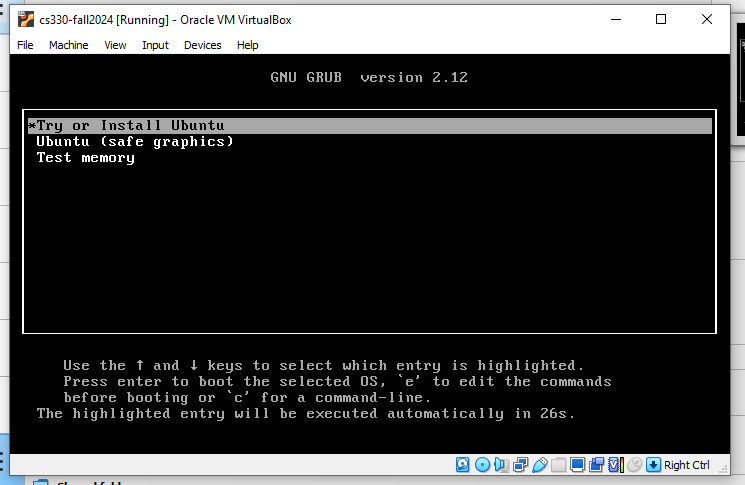 cs330-fall2024 [Running] - Oracle VM VirtualBox
File Machine View Input Devices Help
GNU GRUB version 2.12
*Try or Install Ubuntu
Ubuntu (safe graphics)
Test memory
Use the ↑ and ↓ keys to select which entry is highlighted.
Press enter to boot the selected OS, `e' to edit the commands
before booting or `c' for a command-line.
The highlighted entry will be executed automatically in 26s.
Right Ctrl